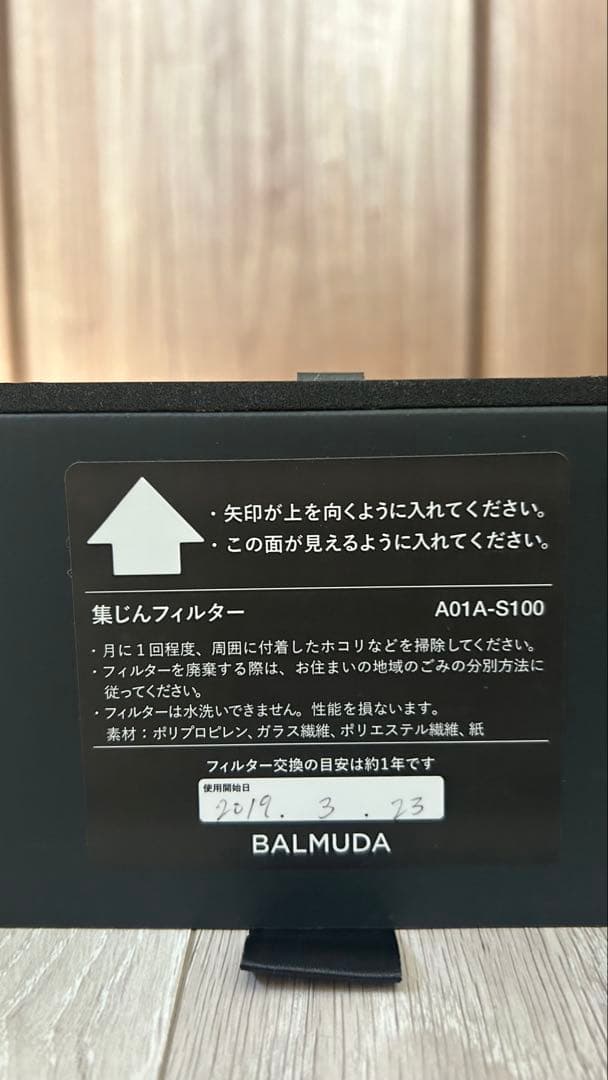 ・矢印が上を向くように入れてください。
・この面が見えるように入れてください。
集じんフィルター A01A-S100
・月に1回程度、周囲に付着したホコリなどを掃除してください。
・フィルターを廃棄する際は、お住まいの地域のごみの分別方法に
従ってください。
・フィルターは水洗いできません。性能を損ないます。
素材：ポリプロピレン、ガラス繊維、ポリエステル繊維、紙
フィルター交換の目安は約1年です
使用開始日
2019. 3 . 23
BALMUDA